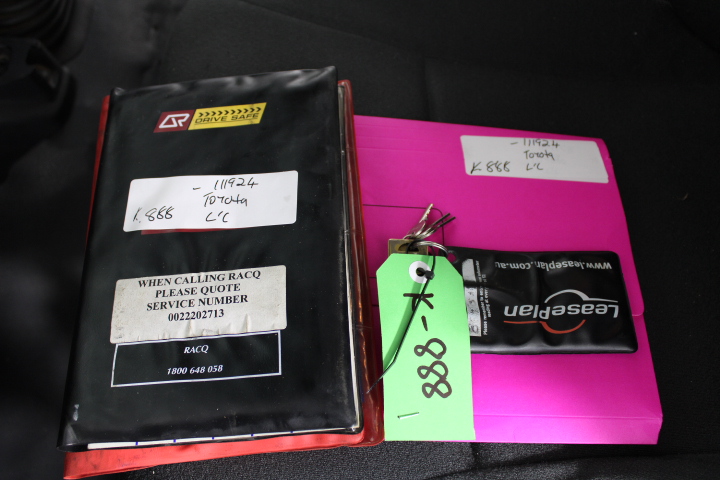 DRIVE SAFE
- 111924
TOYOTA
K.888 L'C
WHEN CALLING RACQ
PLEASE QUOTE
SERVICE NUMBER
0022202713
RACQ
1800 648 058
- 111924
Toyota
K 888 L'C
K-888
www.leaseplan.com.au
LeasePlan